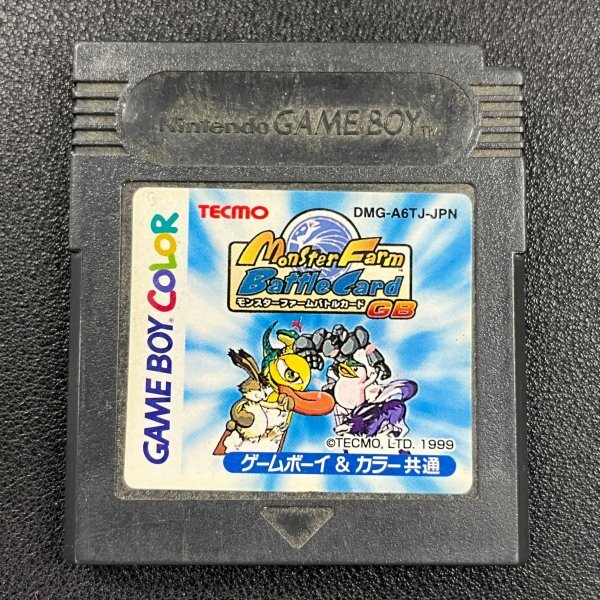 Nintendo GAME BOY TM
TECMO
DMG-A6TJ-JPN
Monster Farm
Battle Card
TM
モンスターファームバトルカード
GB
GAME BOY COLOR
©TECMO, LTD. 1999
ゲームボーイ & カラー共通